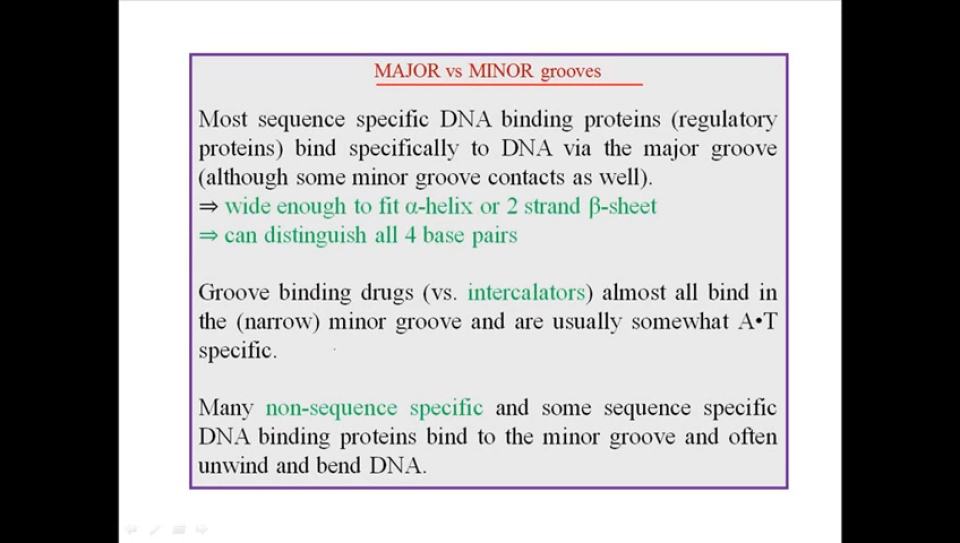 MAJOR vs MINOR grooves
Most sequence specific DNA binding proteins (regulatory
proteins) bind specifically to DNA via the major groove
(although some minor groove contacts as well).
⇒ wide enough to fit α-helix or 2 strand β-sheet
⇒ can distinguish all 4 base pairs
Groove binding drugs (vs. intercalators) almost all bind in
the (narrow) minor groove and are usually somewhat A•T
specific.
Many non-sequence specific and some sequence specific
DNA binding proteins bind to the minor groove and often
unwind and bend DNA.